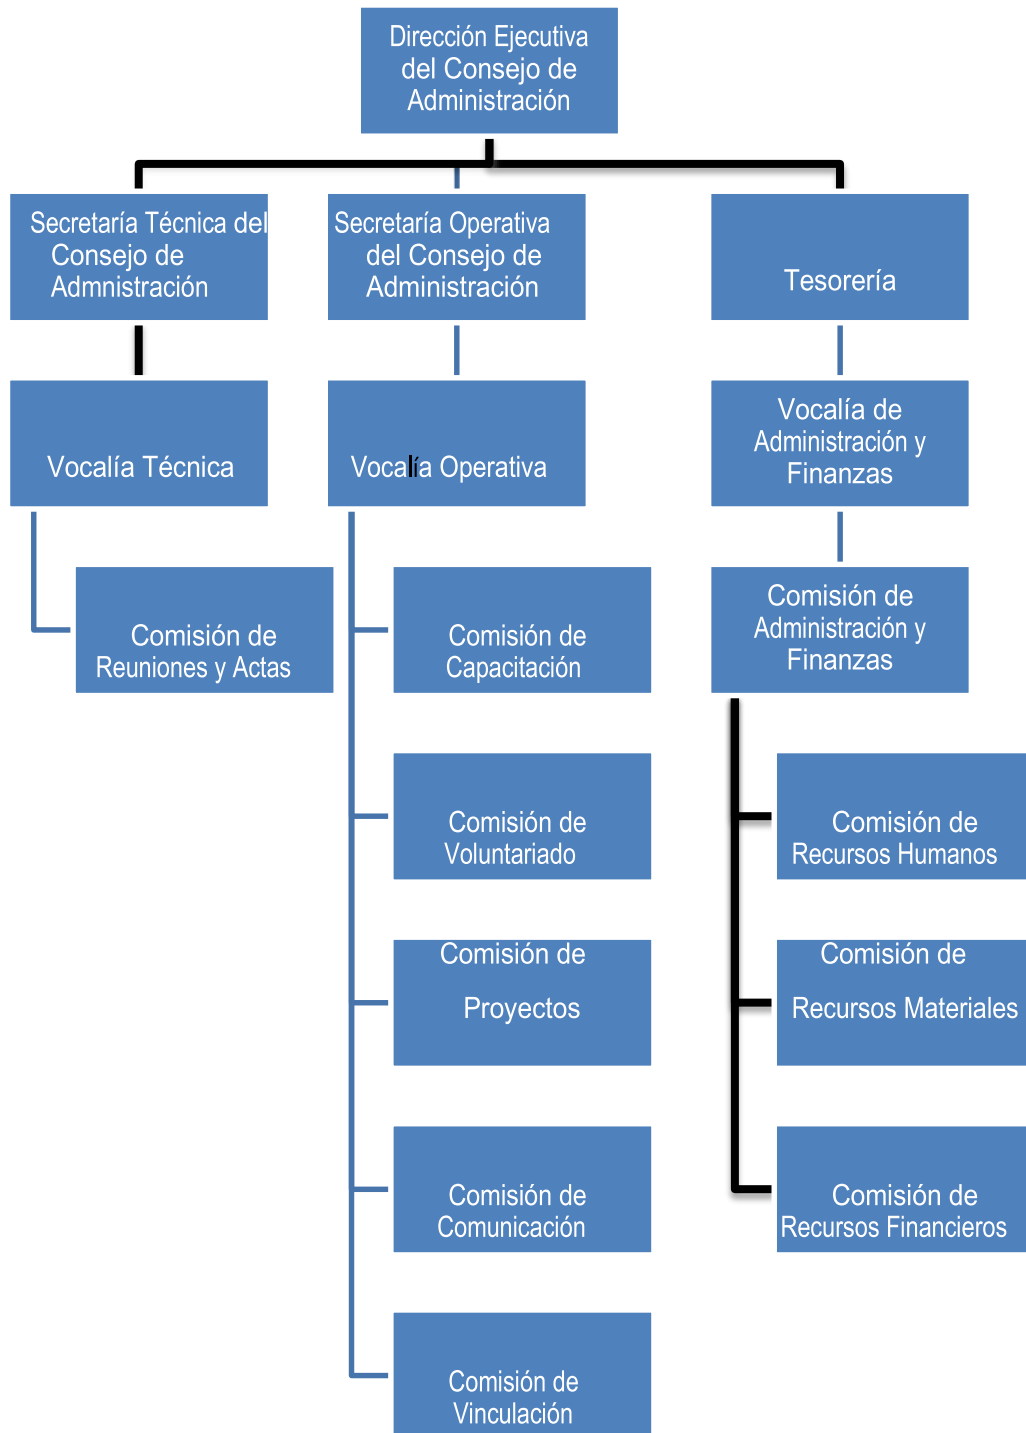 Dirección Ejecutiva
del Consejo de
Administración
Secretaría Técnica del
Consejo de
Admnistración
Secretaría Operativa
del Consejo de
Administración
Tesorería
Vocalía Técnica
Vocalía Operativa
Vocalía de
Administración y
Finanzas
Comisión de
Reuniones y Actas
Comisión de
Capacitación
Comisión de
Administración y
Finanzas
Comisión de
Voluntariado
Comisión de
Recursos Humanos
Comisión de
Proyectos
Comisión de
Recursos Materiales
Comisión de
Comunicación
Comisión de
Recursos Financieros
Comisión de
Vinculación